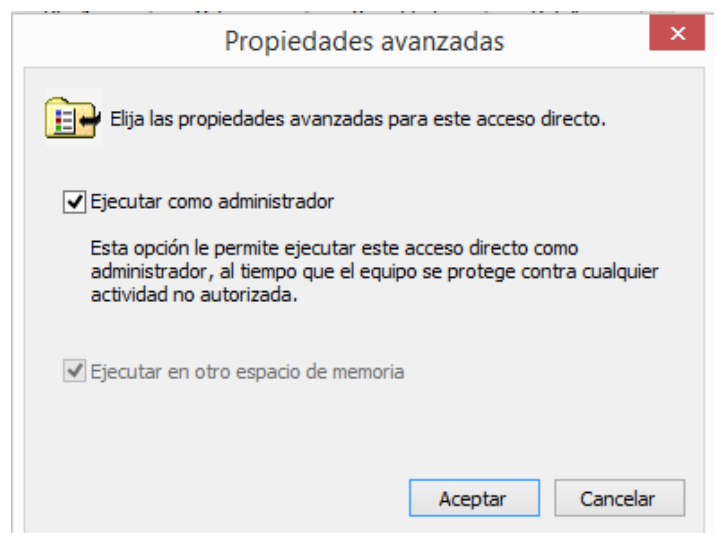 Propiedades avanzadas
Elija las propiedades avanzadas para este acceso directo.
Ejecutar como administrador
Esta opción le permite ejecutar este acceso directo como
administrador, al tiempo que el equipo se protege contra cualquier
actividad no autorizada.
Ejecutar en otro espacio de memoria
Aceptar Cancelar